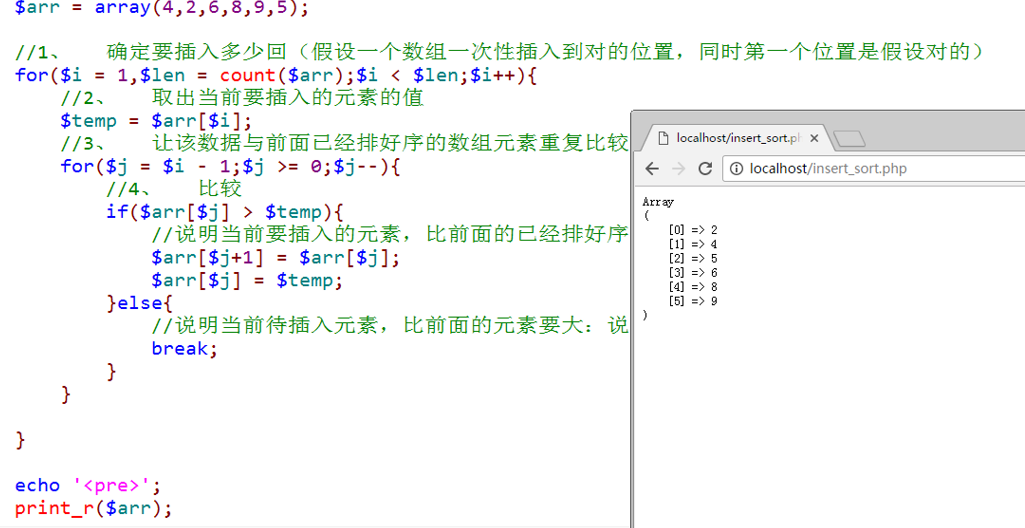 $arr = array(4,2,6,8,9,5);
//1、 确定要插入多少回（假设一个数组一次性插入到对的位置，同时第一个位置是假设对的）
for($i = 1,$len = count($arr);$i < $len;$i++){
//2、 取出当前要插入的元素的值
$temp = $arr[$i];
//3、 让该数据与前面已经排好序的数组元素重复比较
for($j = $i - 1;$j >= 0;$j--){
//4、 比较
if($arr[$j] > $temp){
//说明当前要插入的元素，比前面的已经排好序
$arr[$j+1] = $arr[$j];
$arr[$j] = $temp;
}else{
//说明当前待插入元素，比前面的元素要大：说
break;
}
}
}
echo '<pre>';
print_r($arr);
localhost/insert_sort.ph
localhost/insert_sort.php
Array
(
[0] => 2
[1] => 4
[2] => 5
[3] => 6
[4] => 8
[5] => 9
)